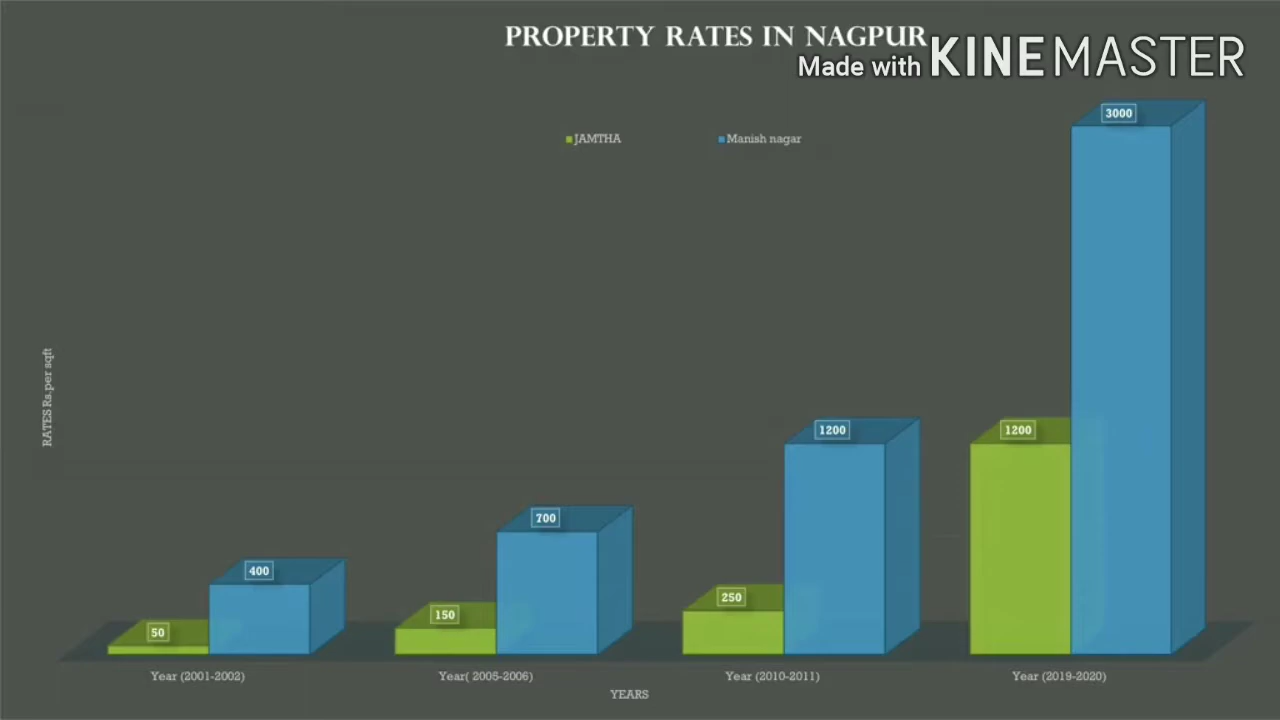 PROPERTY RATES IN NAGPUR
Made with KINEMASTER
JAMTHA
Manish nagar
3000
1200
1200
700
400
250
150
50
RATES Rs.per sqft
Year (2001-2002)
Year( 2005-2006)
Year (2010-2011)
Year (2019-2020)
YEARS